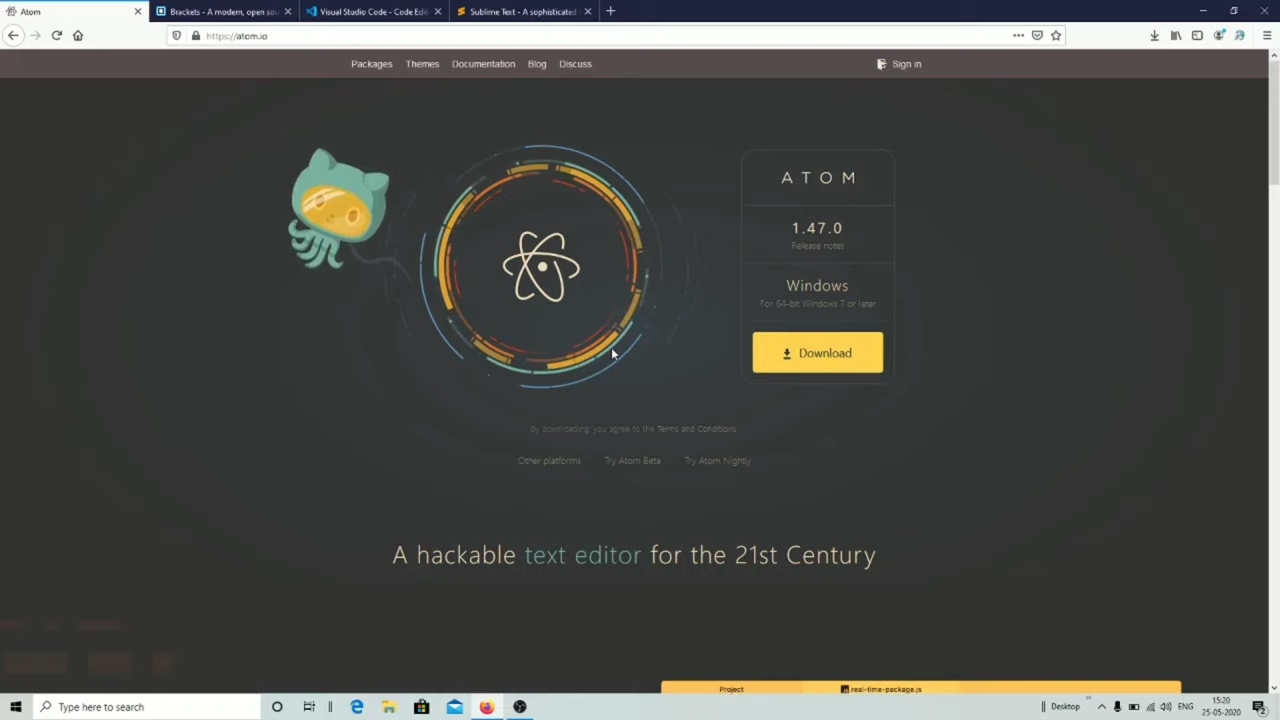 Atom
Brackets - A modern, open sou
Visual Studio Code - Code Edit
Sublime Text - A sophisticated
https://atom.io
Packages Themes Documentation Blog Discuss Sign in
ATOM
1.47.0
Release notes
Windows
For 64-bit Windows 7 or later
Download
By downloading, you agree to the Terms and Conditions
Other platforms Try Atom Beta Try Atom Nightly
A hackable text editor for the 21st Century
Project real-time-package.js
Type here to search
Desktop
ENG
15:20
25-05-2020
2